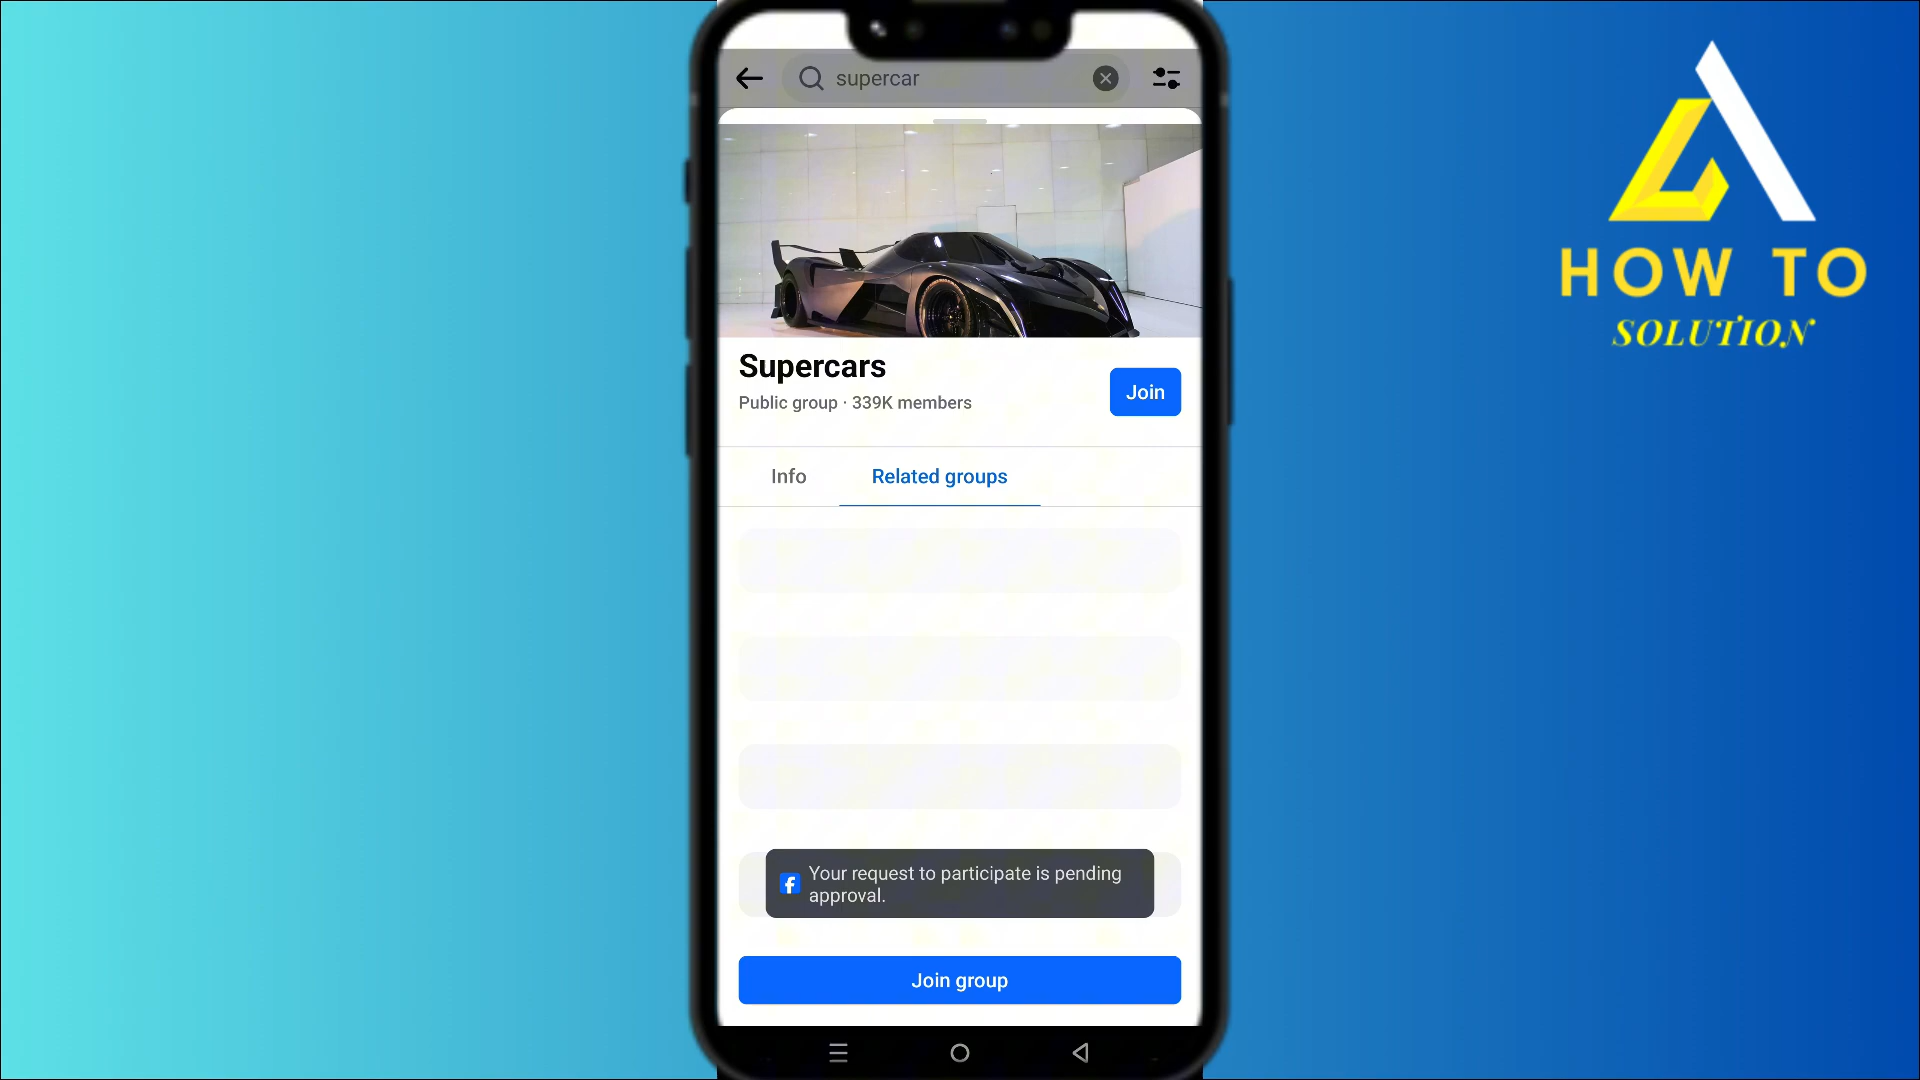 supercar
Supercars
Public group · 339K members
Join
Info
Related groups
Your request to participate is pending
approval.
Join group
HOW TO
SOLUTION